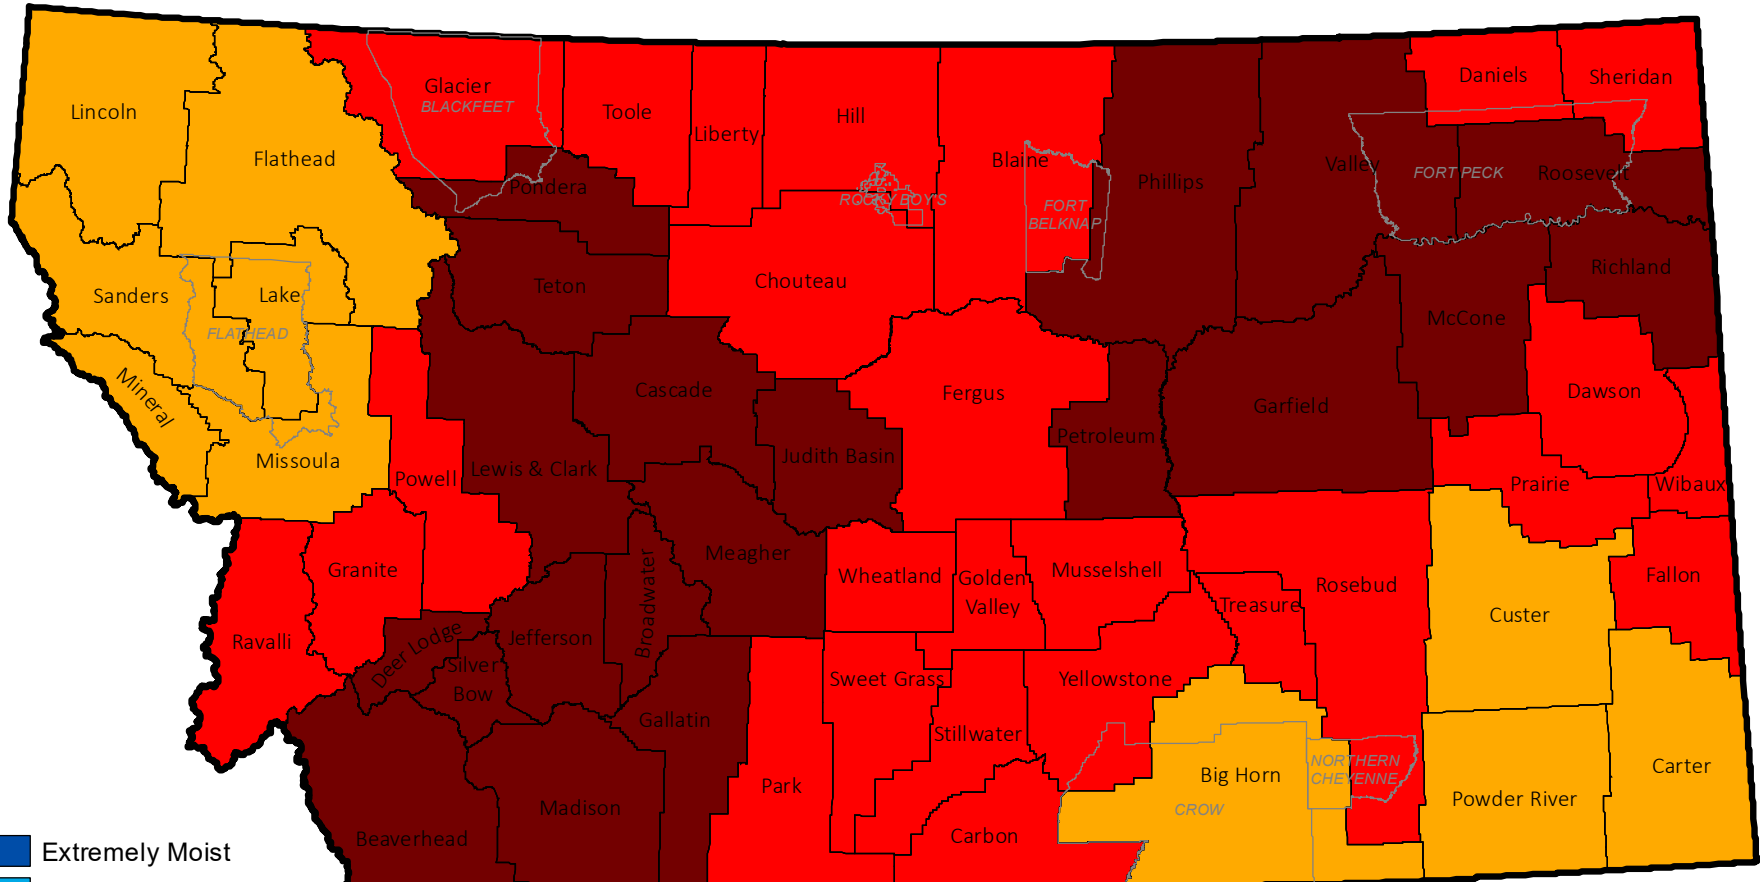 Lincoln
Flathead
Glacier
BLACKFEET
Toole
Liberty
Hill
Blaine
Phillips
Valley
Daniels
Sheridan
FORT PECK
Roosevelt
Pondera
ROCKY BOY'S
FORT
BELKNAP
Sanders
Lake
FLATHEAD
Teton
Chouteau
McCone
Richland
Mineral
Missoula
Powell
Lewis & Clark
Cascade
Judith Basin
Fergus
Petroleum
Garfield
Dawson
Prairie
Wibaux
Granite
Ravalli
Deer Lodge
Silver
Bow
Jefferson
Broadwater
Meagher
Wheatland
Golden
Valley
Musselshell
Treasure
Rosebud
Custer
Fallon
Gallatin
Sweet Grass
Yellowstone
Stillwater
Park
Big Horn
CROW
NORTHERN
CHEYENNE
Carter
Powder River
Beaverhead
Madison
Carbon
Extremely Moist